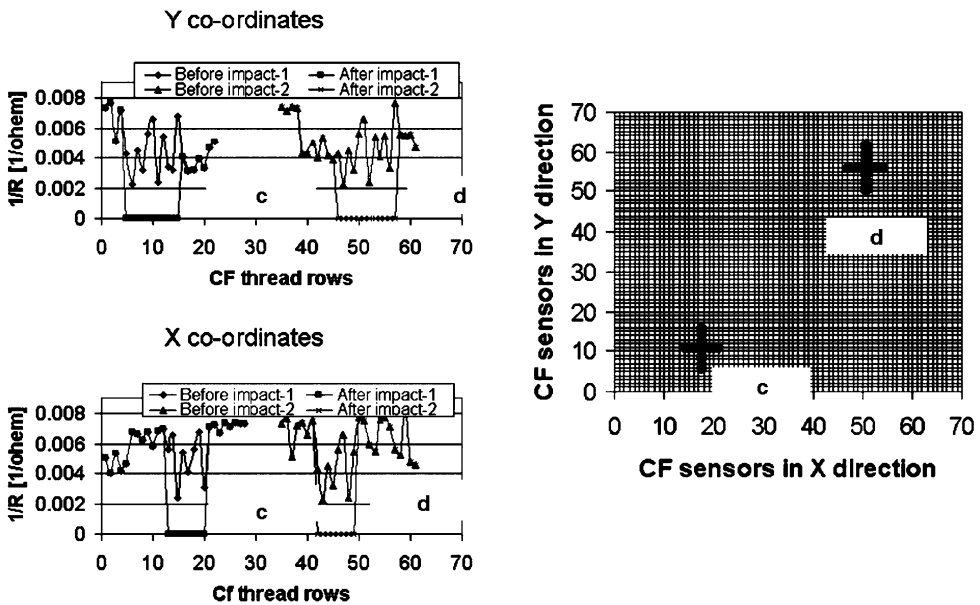 Y co-ordinates
Before impact-1 After impact-1
Before impact-2 After impact-2
1/R [1/ohem]
0.008
0.006
0.004
0.002
0
c d
0 10 20 30 40 50 60 70
CF thread rows
X co-ordinates
Before impact-1 After impact-1
Before impact-2 After impact-2
1/R [1/ohem]
0.008
0.006
0.004
0.002
0
c d
0 10 20 30 40 50 60 70
Cf thread rows
CF sensors in Y direction
70
60
50
40
30
20
10
0
d
c
0 10 20 30 40 50 60 70
CF sensors in X direction